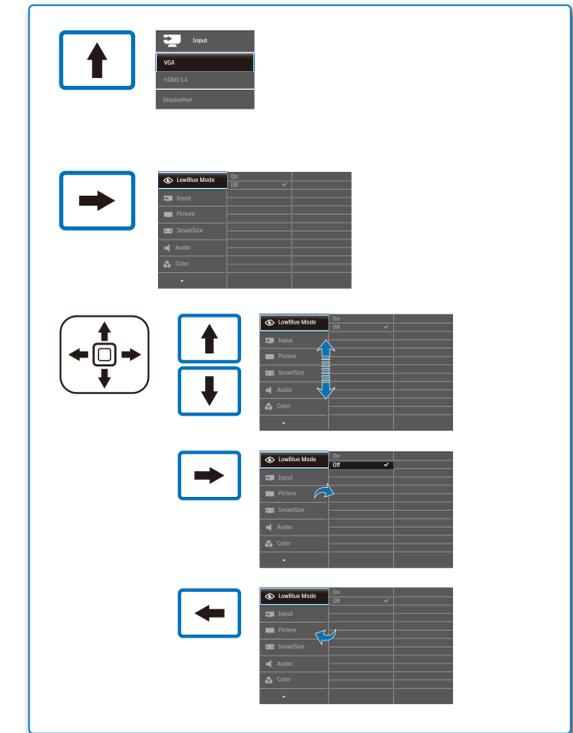 Input
VGA
HDMI 1.4
DisplayPort
LowBlue Mode
On
Off
Input
Picture
SmartSize
Audio
Color
LowBlue Mode
On
Off
Input
Picture
SmartSize
Audio
Color
LowBlue Mode
On
Off
Input
Picture
SmartSize
Audio
Color
LowBlue Mode
On
Off
Input
Picture
SmartSize
Audio
Color